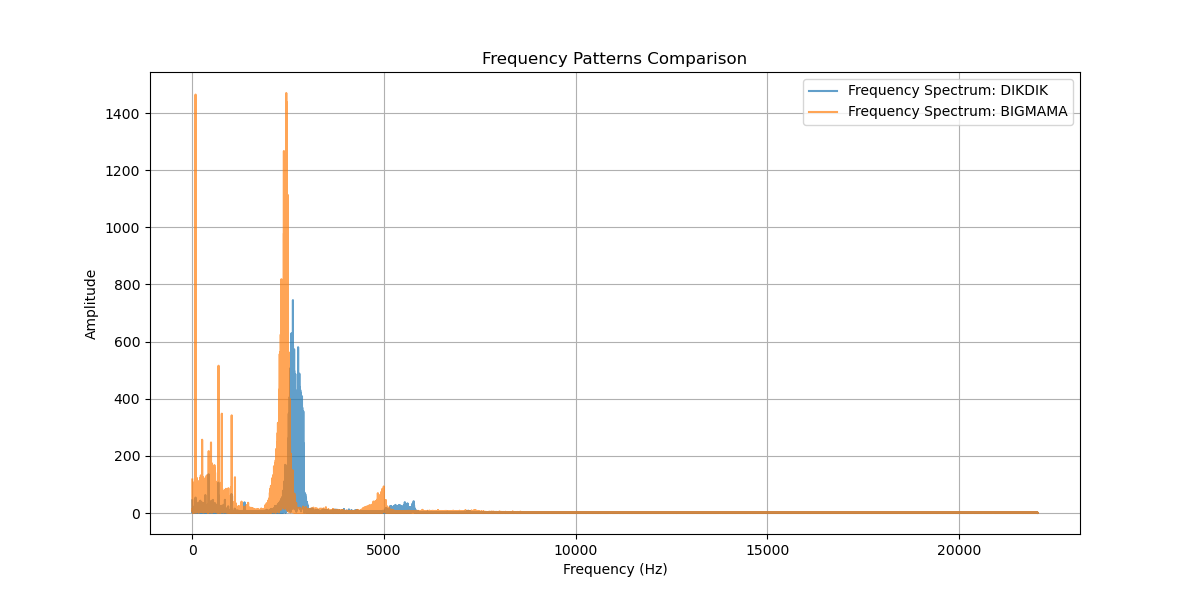 Frequency Patterns Comparison
Frequency Spectrum: DIKDIK
Frequency Spectrum: BIGMAMA
1400
1200
1000
800
600
400
200
0
Amplitude
0 5000 10000 15000 20000
Frequency (Hz)